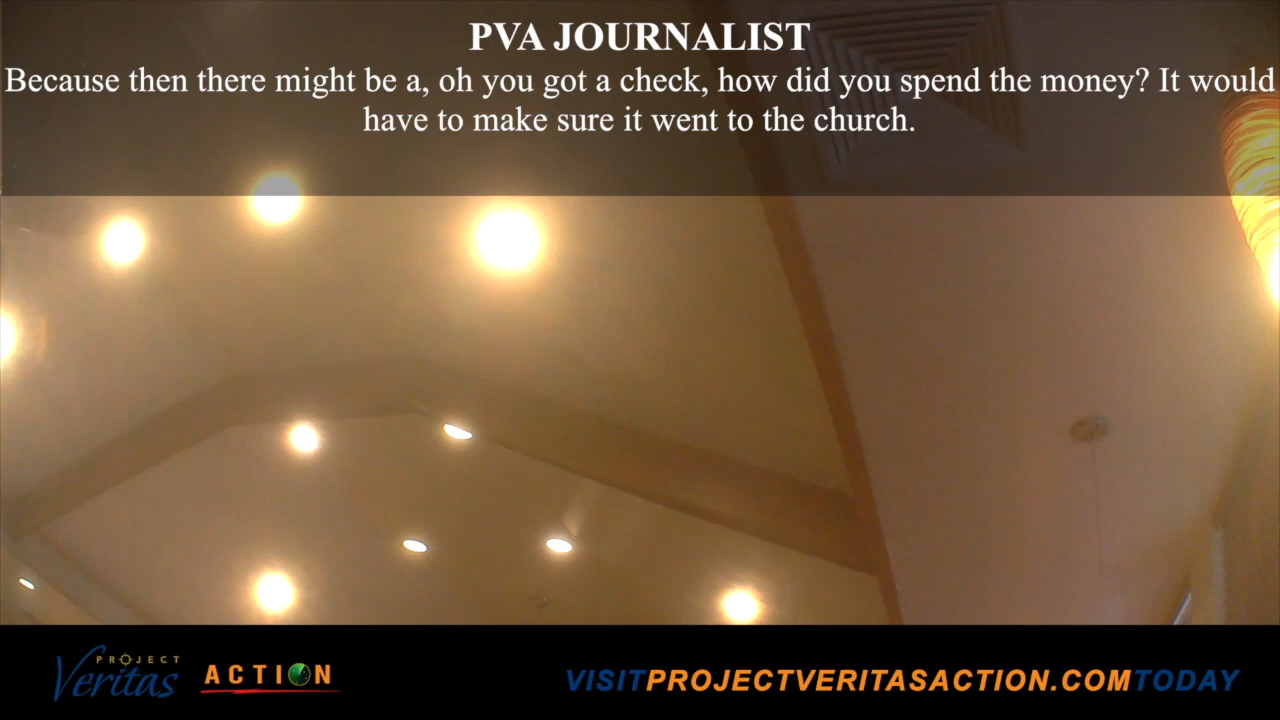 PVA JOURNALIST
Because then there might be a, oh you got a check, how did you spend the money? It would
have to make sure it went to the church.
PROJECT
Veritas ACTION
VISITPROJECTVERITASACTION.COMTODAY